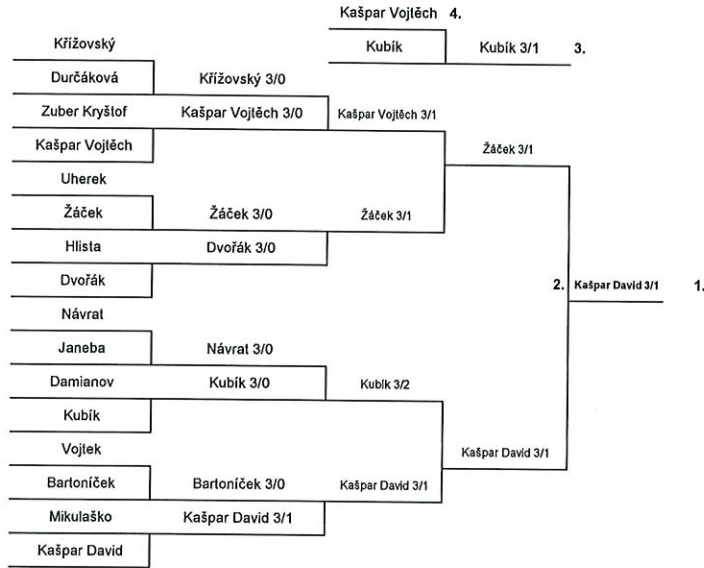 Kašpar Vojtěch 4.
Kubík Kubík 3/1 3.
Křížovský
Durčáková Křížovský 3/0
Zuber Kryštof Kašpar Vojtěch 3/0 Kašpar Vojtěch 3/1
Kašpar Vojtěch Žáček 3/1
Uherek
Žáček Žáček 3/0 Žáček 3/1
Hlista Dvořák 3/0
Dvořák 2. Kašpar David 3/1 1.
Návrat
Janeba Návrat 3/0
Damianov Kubík 3/0 Kubík 3/2
Kubík
Vojtek Kašpar David 3/1
Bartoníček Bartoníček 3/0 Kašpar David 3/1
Mikulaško Kašpar David 3/1
Kašpar David